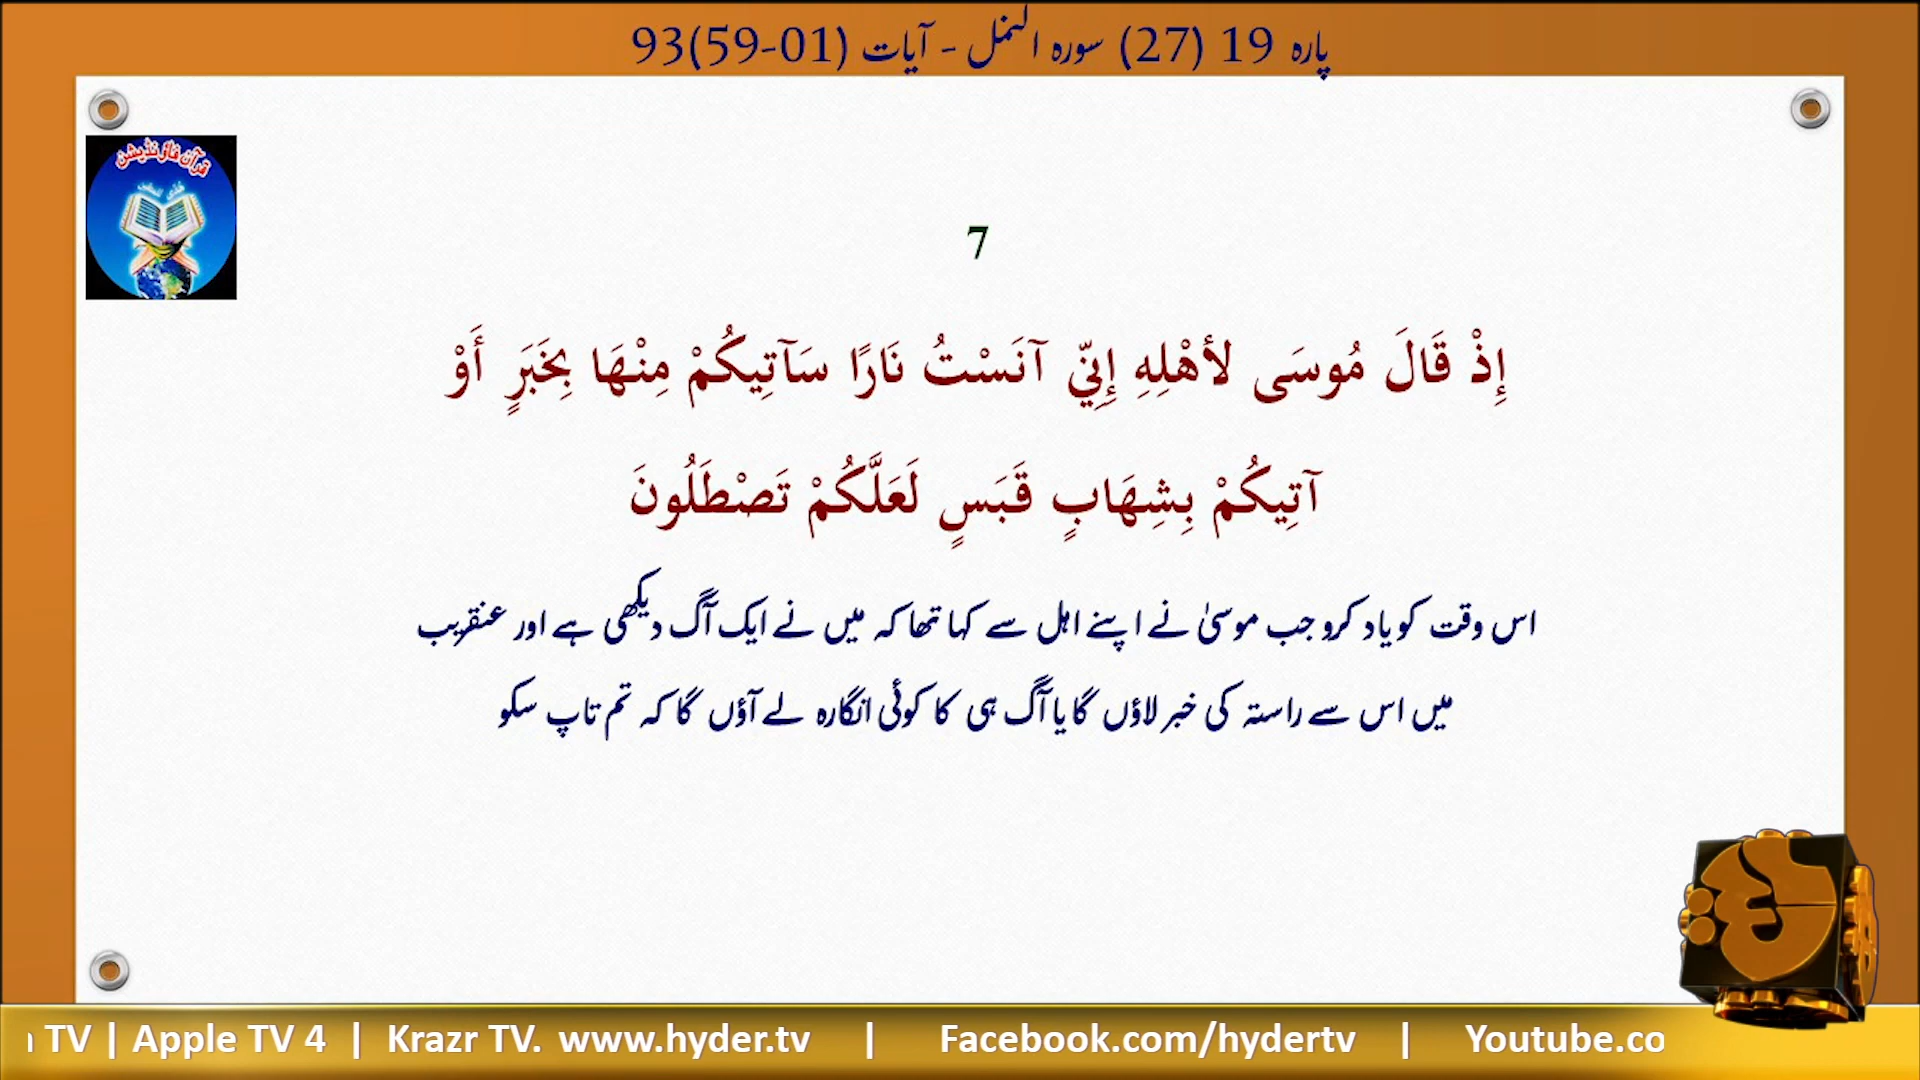 پارہ 19 (27) سورہ النمل - آیات (01-59)93
قرآن فاؤنڈیشن
7
إِذْ قَالَ مُوسَى لأَهْلِهِ إِنِّي آنَسْتُ نَارًا سَآتِيكُمْ مِنْهَا بِخَبَرٍ أَوْ
آتِيكُمْ بِشِهَابٍ قَبَسٍ لَعَلَّكُمْ تَصْطَلُونَ
اس وقت کو یاد کرو جب موسیٰ نے اپنے اہل سے کہا تھا کہ میں نے ایک آگ دیکھی ہے اور عنقریب
میں اس سے راستہ کی خبر لاؤں گا یا آگ ہی کا کوئی انگارہ لے آؤں گا کہ تم تاپ سکو
TV | Apple TV 4 | Krazr TV. www.hyder.tv | Facebook.com/hydertv | Youtube.co